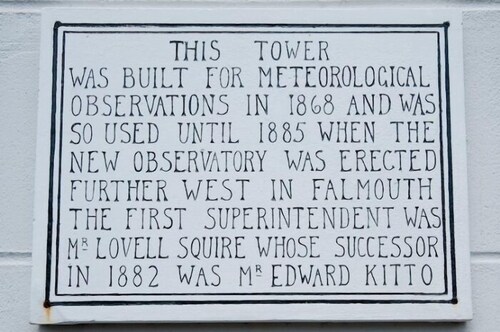 THIS TOWER
WAS BUILT FOR METEOROLOGICAL
OBSERVATIONS IN 1868 AND WAS
SO USED UNTIL 1885 WHEN THE
NEW OBSERVATORY WAS ERECTED
FURTHER WEST IN FALMOUTH
THE FIRST SUPERINTENDENT WAS
MR LOVELL SQUIRE WHOSE SUCCESSOR
IN 1882 WAS MR EDWARD KITTO